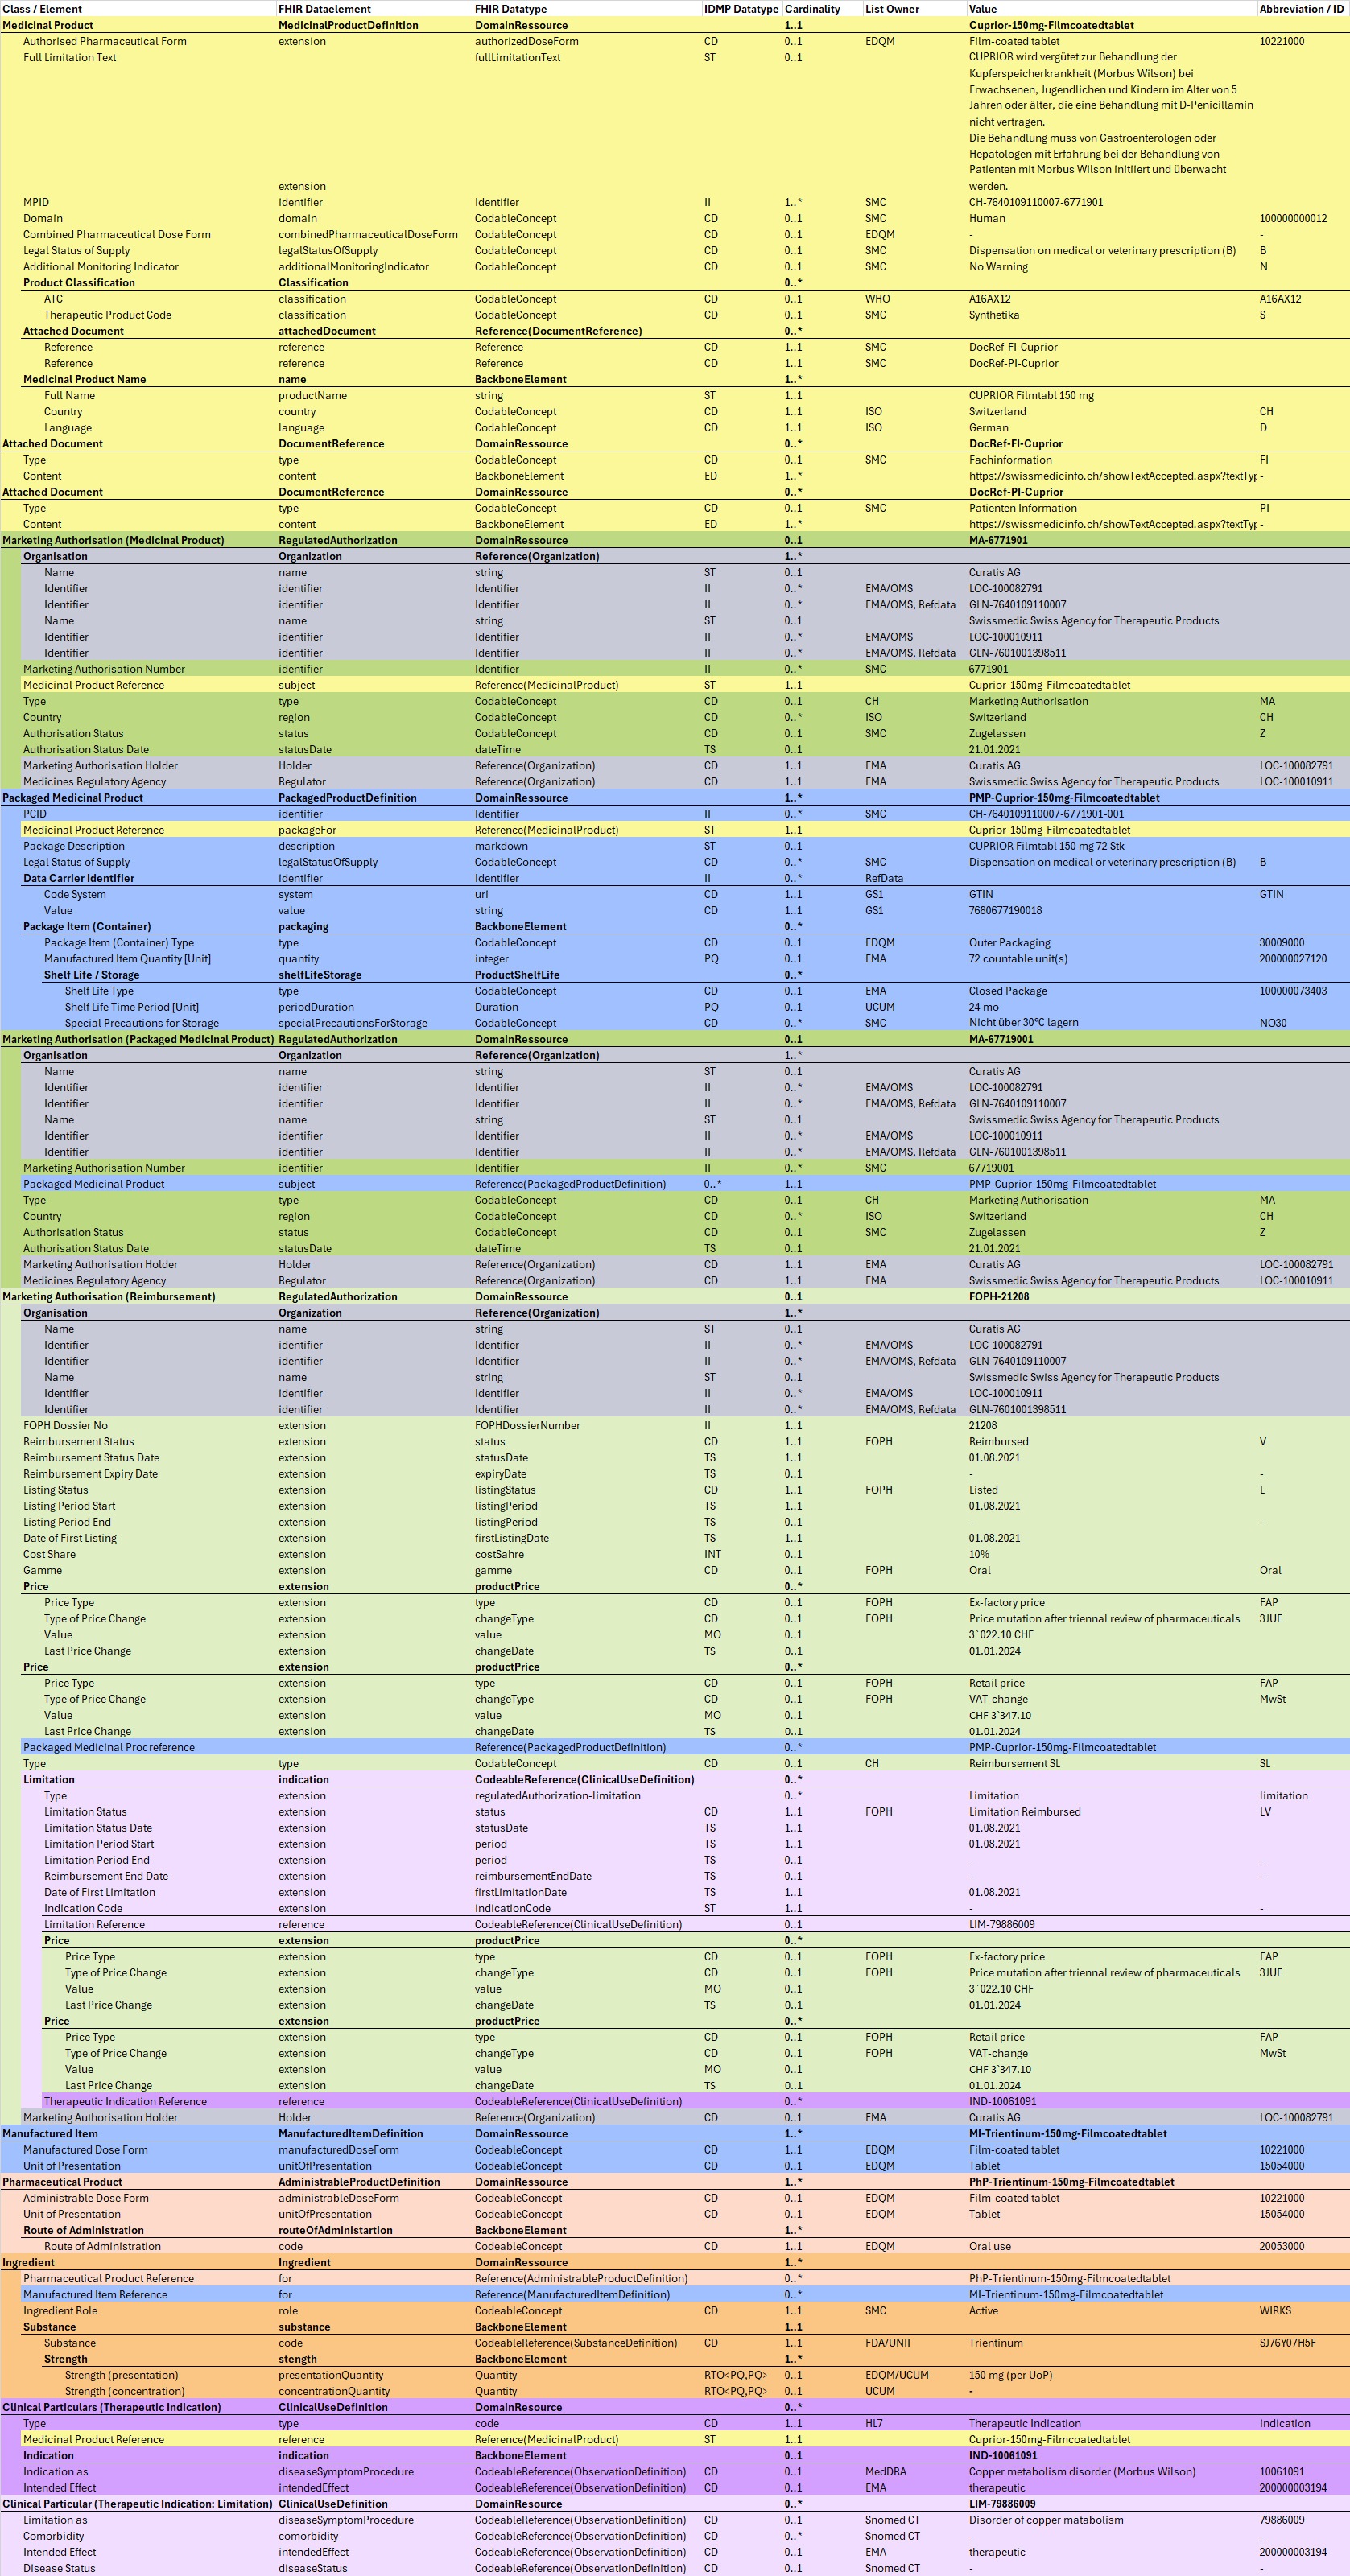 Class / Element FHIR Dataelement FHIR Datatype IDMP Datatype Cardinality List Owner Value Abbreviation / ID
Medicinal Product MedicinalProductDefinition DomainRessource 1..1 Cuprior-150mg-Filmcoatedtablet
Authorised Pharmaceutical Form extension authorizedDoseForm CD 0..1 EDQM Film-coated tablet 10221000
Full Limitation Text fullLimitationText ST 0..1 CUPRIOR wird vergütet zur Behandlung der
Kupferspeicherkrankheit (Morbus Wilson) bei
Erwachsenen, Jugendlichen und Kindern im Alter von 5
Jahren oder älter, die eine Behandlung mit D-Penicillamin
nicht vertragen.
Die Behandlung muss von Gastroenterologen oder
Hepatologen mit Erfahrung bei der Behandlung von
Patienten mit Morbus Wilson initiiert und überwacht
extension werden.
MPID identifier Identifier II 1..* SMC CH-7640109110007-6771901
Domain domain CodableConcept CD 0..1 SMC Human 100000000012
Combined Pharmaceutical Dose Form combinedPharmaceuticalDoseForm CodableConcept CD 0..1 EDQM - -
Legal Status of Supply legalStatusOfSupply CodableConcept CD 0..1 SMC Dispensation on medical or veterinary prescription (B) B
Additional Monitoring Indicator additionalMonitoringIndicator CodableConcept CD 0..1 SMC No Warning N
Product Classification Classification 0..*
ATC classification CodableConcept CD 0..1 WHO A16AX12 A16AX12
Therapeutic Product Code classification CodableConcept CD 0..1 SMC Synthetika S
Attached Document attachedDocument Reference(DocumentReference) 0..*
Reference reference Reference CD 1..1 SMC DocRef-FI-Cuprior
Reference reference Reference CD 1..1 SMC DocRef-PI-Cuprior
Medicinal Product Name name BackboneElement 1..*
Full Name productName string ST 1..1 CUPRIOR Filmtabl 150 mg
Country country CodableConcept CD 1..1 ISO Switzerland CH
Language language CodableConcept CD 1..1 ISO German D
Attached Document DocumentReference DomainRessource 0..* DocRef-FI-Cuprior
Type type CodableConcept CD 0..1 SMC Fachinformation FI
Content content BackboneElement ED 1..* https://swissmedicinfo.ch/showTextAccepted.aspx?textTyp -
Attached Document DocumentReference DomainRessource 0..* DocRef-PI-Cuprior
Type type CodableConcept CD 0..1 SMC Patienten Information PI
Content content BackboneElement ED 1..* https://swissmedicinfo.ch/showTextAccepted.aspx?textTyp -
Marketing Authorisation (Medicinal Product) RegulatedAuthorization DomainRessource 0..1 MA-6771901
Organisation Organization Reference(Organization) 1..*
Name name string ST 0..1 Curatis AG
Identifier identifier Identifier II 0..* EMA/OMS LOC-100082791
Identifier identifier Identifier II 0..* EMA/OMS, Refdata GLN-7640109110007
Name name string ST 0..1 Swissmedic Swiss Agency for Therapeutic Products
Identifier identifier Identifier II 0..* EMA/OMS LOC-100010911
Identifier identifier Identifier II 0..* EMA/OMS, Refdata GLN-7601001398511
Marketing Authorisation Number identifier Identifier II 0..* SMC 6771901
Medicinal Product Reference subject Reference(MedicinalProduct) ST 1..1 Cuprior-150mg-Filmcoatedtablet
Type type CodableConcept CD 0..1 CH Marketing Authorisation MA
Country region CodableConcept CD 0..* ISO Switzerland CH
Authorisation Status status CodableConcept CD 0..1 SMC Zugelassen Z
Authorisation Status Date statusDate dateTime TS 0..1 21.01.2021
Marketing Authorisation Holder Holder Reference(Organization) CD 1..1 EMA Curatis AG LOC-100082791
Medicines Regulatory Agency Regulator Reference(Organization) CD 1..1 EMA Swissmedic Swiss Agency for Therapeutic Products LOC-100010911
Packaged Medicinal Product PackagedProductDefinition DomainRessource 1..* PMP-Cuprior-150mg-Filmcoatedtablet
PCID identifier Identifier II 0..* SMC CH-7640109110007-6771901-001
Medicinal Product Reference packageFor Reference(MedicinalProduct) ST 1..1 Cuprior-150mg-Filmcoatedtablet
Package Description description markdown ST 0..1 CUPRIOR Filmtabl 150 mg 72 Stk
Legal Status of Supply legalStatusOfSupply CodableConcept CD 0..* SMC Dispensation on medical or veterinary prescription (B) B
Data Carrier Identifier identifier Identifier II 0..* RefData
Code System system uri CD 1..1 GS1 GTIN GTIN
Value value string CD 1..1 GS1 7680677190018
Package Item (Container) packaging BackboneElement 0..*
Package Item (Container) Type type CodableConcept CD 0..1 EDQM Outer Packaging 30009000
Manufactured Item Quantity [Unit] quantity integer PQ 0..1 EMA 72 countable unit(s) 200000027120
Shelf Life / Storage shelfLifeStorage ProductShelfLife 0..*
Shelf Life Type type CodableConcept CD 0..1 EMA Closed Package 100000073403
Shelf Life Time Period [Unit] periodDuration Duration PQ 0..1 UCUM 24 mo
Special Precautions for Storage specialPrecautionsForStorage CodableConcept CD 0..* SMC Nicht über 30°C lagern NO30
Marketing Authorisation (Packaged Medicinal Product) RegulatedAuthorization DomainRessource 0..1 MA-67719001
Organisation Organization Reference(Organization) 1..*
Name name string ST 0..1 Curatis AG
Identifier identifier Identifier II 0..* EMA/OMS LOC-100082791
Identifier identifier Identifier II 0..* EMA/OMS, Refdata GLN-7640109110007
Name name string ST 0..1 Swissmedic Swiss Agency for Therapeutic Products
Identifier identifier Identifier II 0..* EMA/OMS LOC-100010911
Identifier identifier Identifier II 0..* EMA/OMS, Refdata GLN-7601001398511
Marketing Authorisation Number identifier Identifier II 0..* SMC 67719001
Packaged Medicinal Product subject Reference(PackagedProductDefinition) 0..* 1..1 PMP-Cuprior-150mg-Filmcoatedtablet
Type type CodableConcept CD 0..1 CH Marketing Authorisation MA
Country region CodableConcept CD 0..* ISO Switzerland CH
Authorisation Status status CodableConcept CD 0..1 SMC Zugelassen Z
Authorisation Status Date statusDate dateTime TS 0..1 21.01.2021
Marketing Authorisation Holder Holder Reference(Organization) CD 1..1 EMA Curatis AG LOC-100082791
Medicines Regulatory Agency Regulator Reference(Organization) CD 1..1 EMA Swissmedic Swiss Agency for Therapeutic Products LOC-100010911
Marketing Authorisation (Reimbursement) RegulatedAuthorization DomainRessource 0..1 FOPH-21208
Organisation Organization Reference(Organization) 1..*
Name name string ST 0..1 Curatis AG
Identifier identifier Identifier II 0..* EMA/OMS LOC-100082791
Identifier identifier Identifier II 0..* EMA/OMS, Refdata GLN-7640109110007
Name name string ST 0..1 Swissmedic Swiss Agency for Therapeutic Products
Identifier identifier Identifier II 0..* EMA/OMS LOC-100010911
Identifier identifier Identifier II 0..* EMA/OMS, Refdata GLN-7601001398511
FOPH Dossier No extension FOPHDossierNumber II 1..1 21208
Reimbursement Status extension status CD 1..1 FOPH Reimbursed V
Reimbursement Status Date extension statusDate TS 1..1 01.08.2021
Reimbursement Expiry Date extension expiryDate TS 0..1 - -
Listing Status extension listingStatus CD 1..1 FOPH Listed L
Listing Period Start extension listingPeriod TS 1..1 01.08.2021
Listing Period End extension listingPeriod TS 0..1 - -
Date of First Listing extension firstListingDate TS 1..1 01.08.2021
Cost Share extension costSahre INT 0..1 10%
Gamme extension gamme CD 0..1 FOPH Oral Oral
Price extension productPrice 0..*
Price Type extension type CD 0..1 FOPH Ex-factory price FAP
Type of Price Change extension changeType CD 0..1 FOPH Price mutation after triennal review of pharmaceuticals 3JUE
Value extension value MO 0..1 3`022.10 CHF
Last Price Change extension changeDate TS 0..1 01.01.2024
Price extension productPrice 0..*
Price Type extension type CD 0..1 FOPH Retail price FAP
Type of Price Change extension changeType CD 0..1 FOPH VAT-change MwSt
Value extension value MO 0..1 CHF 3`347.10
Last Price Change extension changeDate TS 0..1 01.01.2024
Packaged Medicinal Proc reference Reference(PackagedProductDefinition) 0..* PMP-Cuprior-150mg-Filmcoatedtablet
Type type CodableConcept CD 0..1 CH Reimbursement SL SL
Limitation indication CodeableReference(ClinicalUseDefinition) 0..*
Type extension regulatedAuthorization-limitation 0..* Limitation limitation
Limitation Status extension status CD 1..1 FOPH Limitation Reimbursed LV
Limitation Status Date extension statusDate TS 1..1 01.08.2021
Limitation Period Start extension period TS 1..1 01.08.2021
Limitation Period End extension period TS 0..1 - -
Reimbursement End Date extension reimbursementEndDate TS 0..1 - -
Date of First Limitation extension firstLimitationDate TS 1..1 01.08.2021
Indication Code extension indicationCode ST 1..1 - -
Limitation Reference reference CodeableReference(ClinicalUseDefinition) 0..1 LIM-79886009
Price extension productPrice 0..*
Price Type extension type CD 0..1 FOPH Ex-factory price FAP
Type of Price Change extension changeType CD 0..1 FOPH Price mutation after triennal review of pharmaceuticals 3JUE
Value extension value MO 0..1 3`022.10 CHF
Last Price Change extension changeDate TS 0..1 01.01.2024
Price extension productPrice 0..*
Price Type extension type CD 0..1 FOPH Retail price FAP
Type of Price Change extension changeType CD 0..1 FOPH VAT-change MwSt
Value extension value MO 0..1 CHF 3`347.10
Last Price Change extension changeDate TS 0..1 01.01.2024
Therapeutic Indication Reference reference CodeableReference(ClinicalUseDefinition) 0..* IND-10061091
Marketing Authorisation Holder Holder Reference(Organization) CD 0..1 EMA Curatis AG LOC-100082791
Manufactured Item ManufacturedItemDefinition DomainRessource 1..* MI-Trientinum-150mg-Filmcoatedtablet
Manufactured Dose Form manufacturedDoseForm CodeableConcept CD 1..1 EDQM Film-coated tablet 10221000
Unit of Presentation unitOfPresentation CodeableConcept CD 0..1 EDQM Tablet 15054000
Pharmaceutical Product AdministrableProductDefinition DomainRessource 1..* PhP-Trientinum-150mg-Filmcoatedtablet
Administrable Dose Form administrableDoseForm CodeableConcept CD 0..1 EDQM Film-coated tablet 10221000
Unit of Presentation unitOfPresentation CodeableConcept CD 0..1 EDQM Tablet 15054000
Route of Administration routeOfAdministartion BackboneElement 1..*
Route of Administration code CodeableConcept CD 1..1 EDQM Oral use 20053000
Ingredient Ingredient DomainRessource 1..*
Pharmaceutical Product Reference for Reference(AdministrableProductDefinition) 0..* PhP-Trientinum-150mg-Filmcoatedtablet
Manufactured Item Reference for Reference(ManufacturedItemDefinition) 0..* MI-Trientinum-150mg-Filmcoatedtablet
Ingredient Role role CodeableConcept CD 1..1 SMC Active WIRKS
Substance substance BackboneElement 1..1
Substance code CodeableReference(SubstanceDefinition) CD 1..1 FDA/UNII Trientinum SJ76Y07H5F
Strength stength BackboneElement 1..*
Strength (presentation) presentationQuantity Quantity RTO<PQ,PQ> 0..1 EDQM/UCUM 150 mg (per UoP)
Strength (concentration) concentrationQuantity Quantity RTO<PQ,PQ> 0..1 UCUM -
Clinical Particulars (Therapeutic Indication) ClinicalUseDefinition DomainResource 0..*
Type type code CD 1..1 HL7 Therapeutic Indication indication
Medicinal Product Reference reference Reference(MedicinalProduct) ST 1..1 Cuprior-150mg-Filmcoatedtablet
Indication indication BackboneElement 0..1 IND-10061091
Indication as diseaseSymptomProcedure CodeableReference(ObservationDefinition) CD 0..1 MedDRA Copper metabolism disorder (Morbus Wilson) 10061091
Intended Effect intendedEffect CodeableReference(ObservationDefinition) CD 0..1 EMA therapeutic 200000003194
Clinical Particular (Therapeutic Indication: Limitation) ClinicalUseDefinition DomainResource 0..* LIM-79886009
Limitation as diseaseSymptomProcedure CodeableReference(ObservationDefinition) CD 0..1 Snomed CT Disorder of copper matabolism 79886009
Comorbidity comorbidity CodeableReference(ObservationDefinition) CD 0..* Snomed CT - -
Intended Effect intendedEffect CodeableReference(ObservationDefinition) CD 0..1 EMA therapeutic 200000003194
Disease Status diseaseStatus CodeableReference(ObservationDefinition) CD 0..1 Snomed CT - -